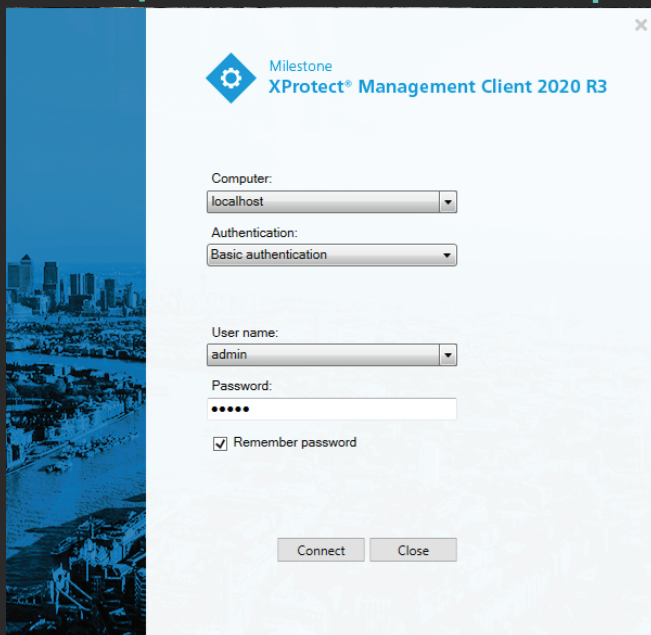 Milestone
XProtect® Management Client 2020 R3
Computer:
localhost
Authentication:
Basic authentication
User name:
admin
Password:
●●●●●
Remember password
Connect Close